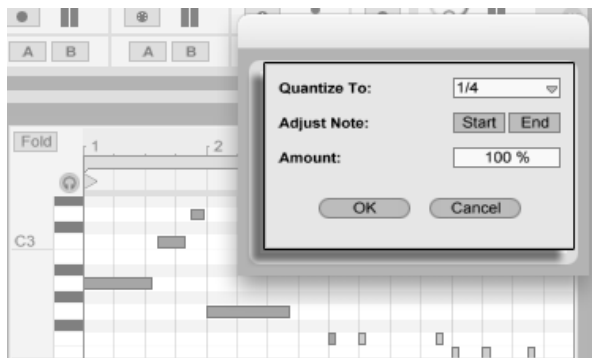 A B A B
Quantize To: 1/4
Adjust Note: Start End
Amount: 100 %
OK Cancel
Fold
1 2
C3